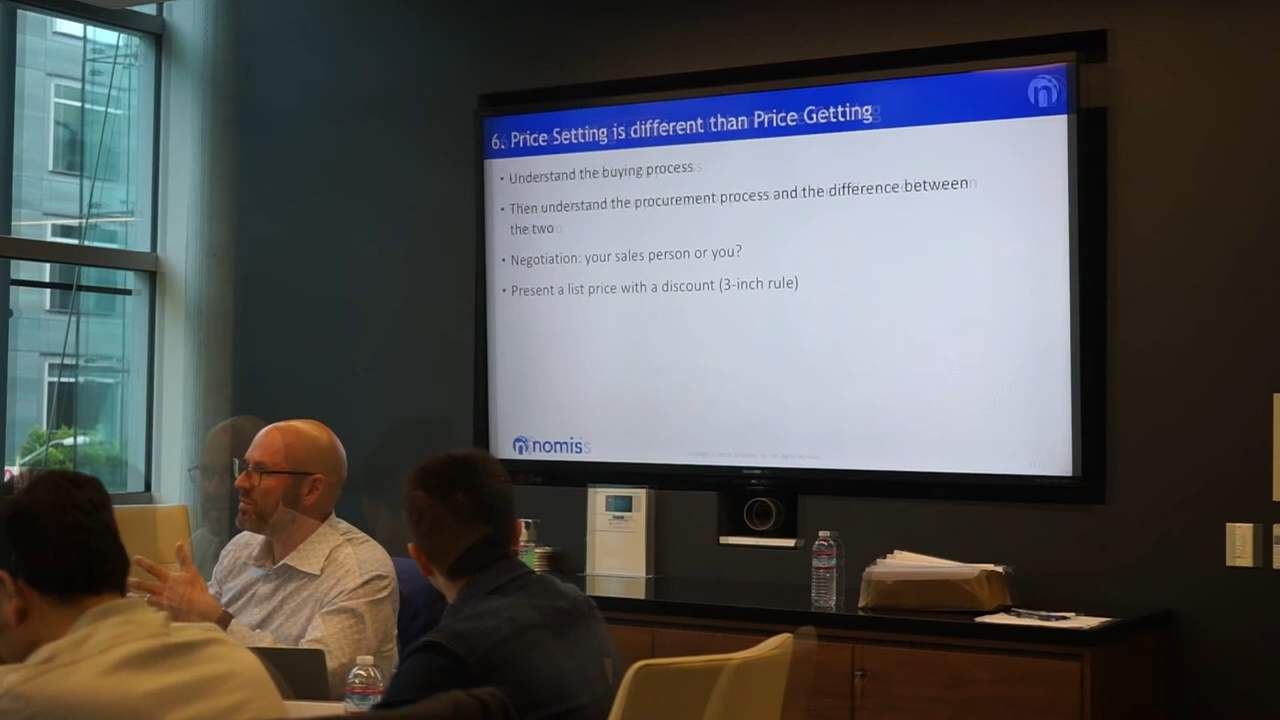 6. Price Setting is different than Price Getting
• Understand the buying process
• Then understand the procurement process and the difference between
the two
• Negotiation: your sales person or you?
• Present a list price with a discount (3-inch rule)
nomis